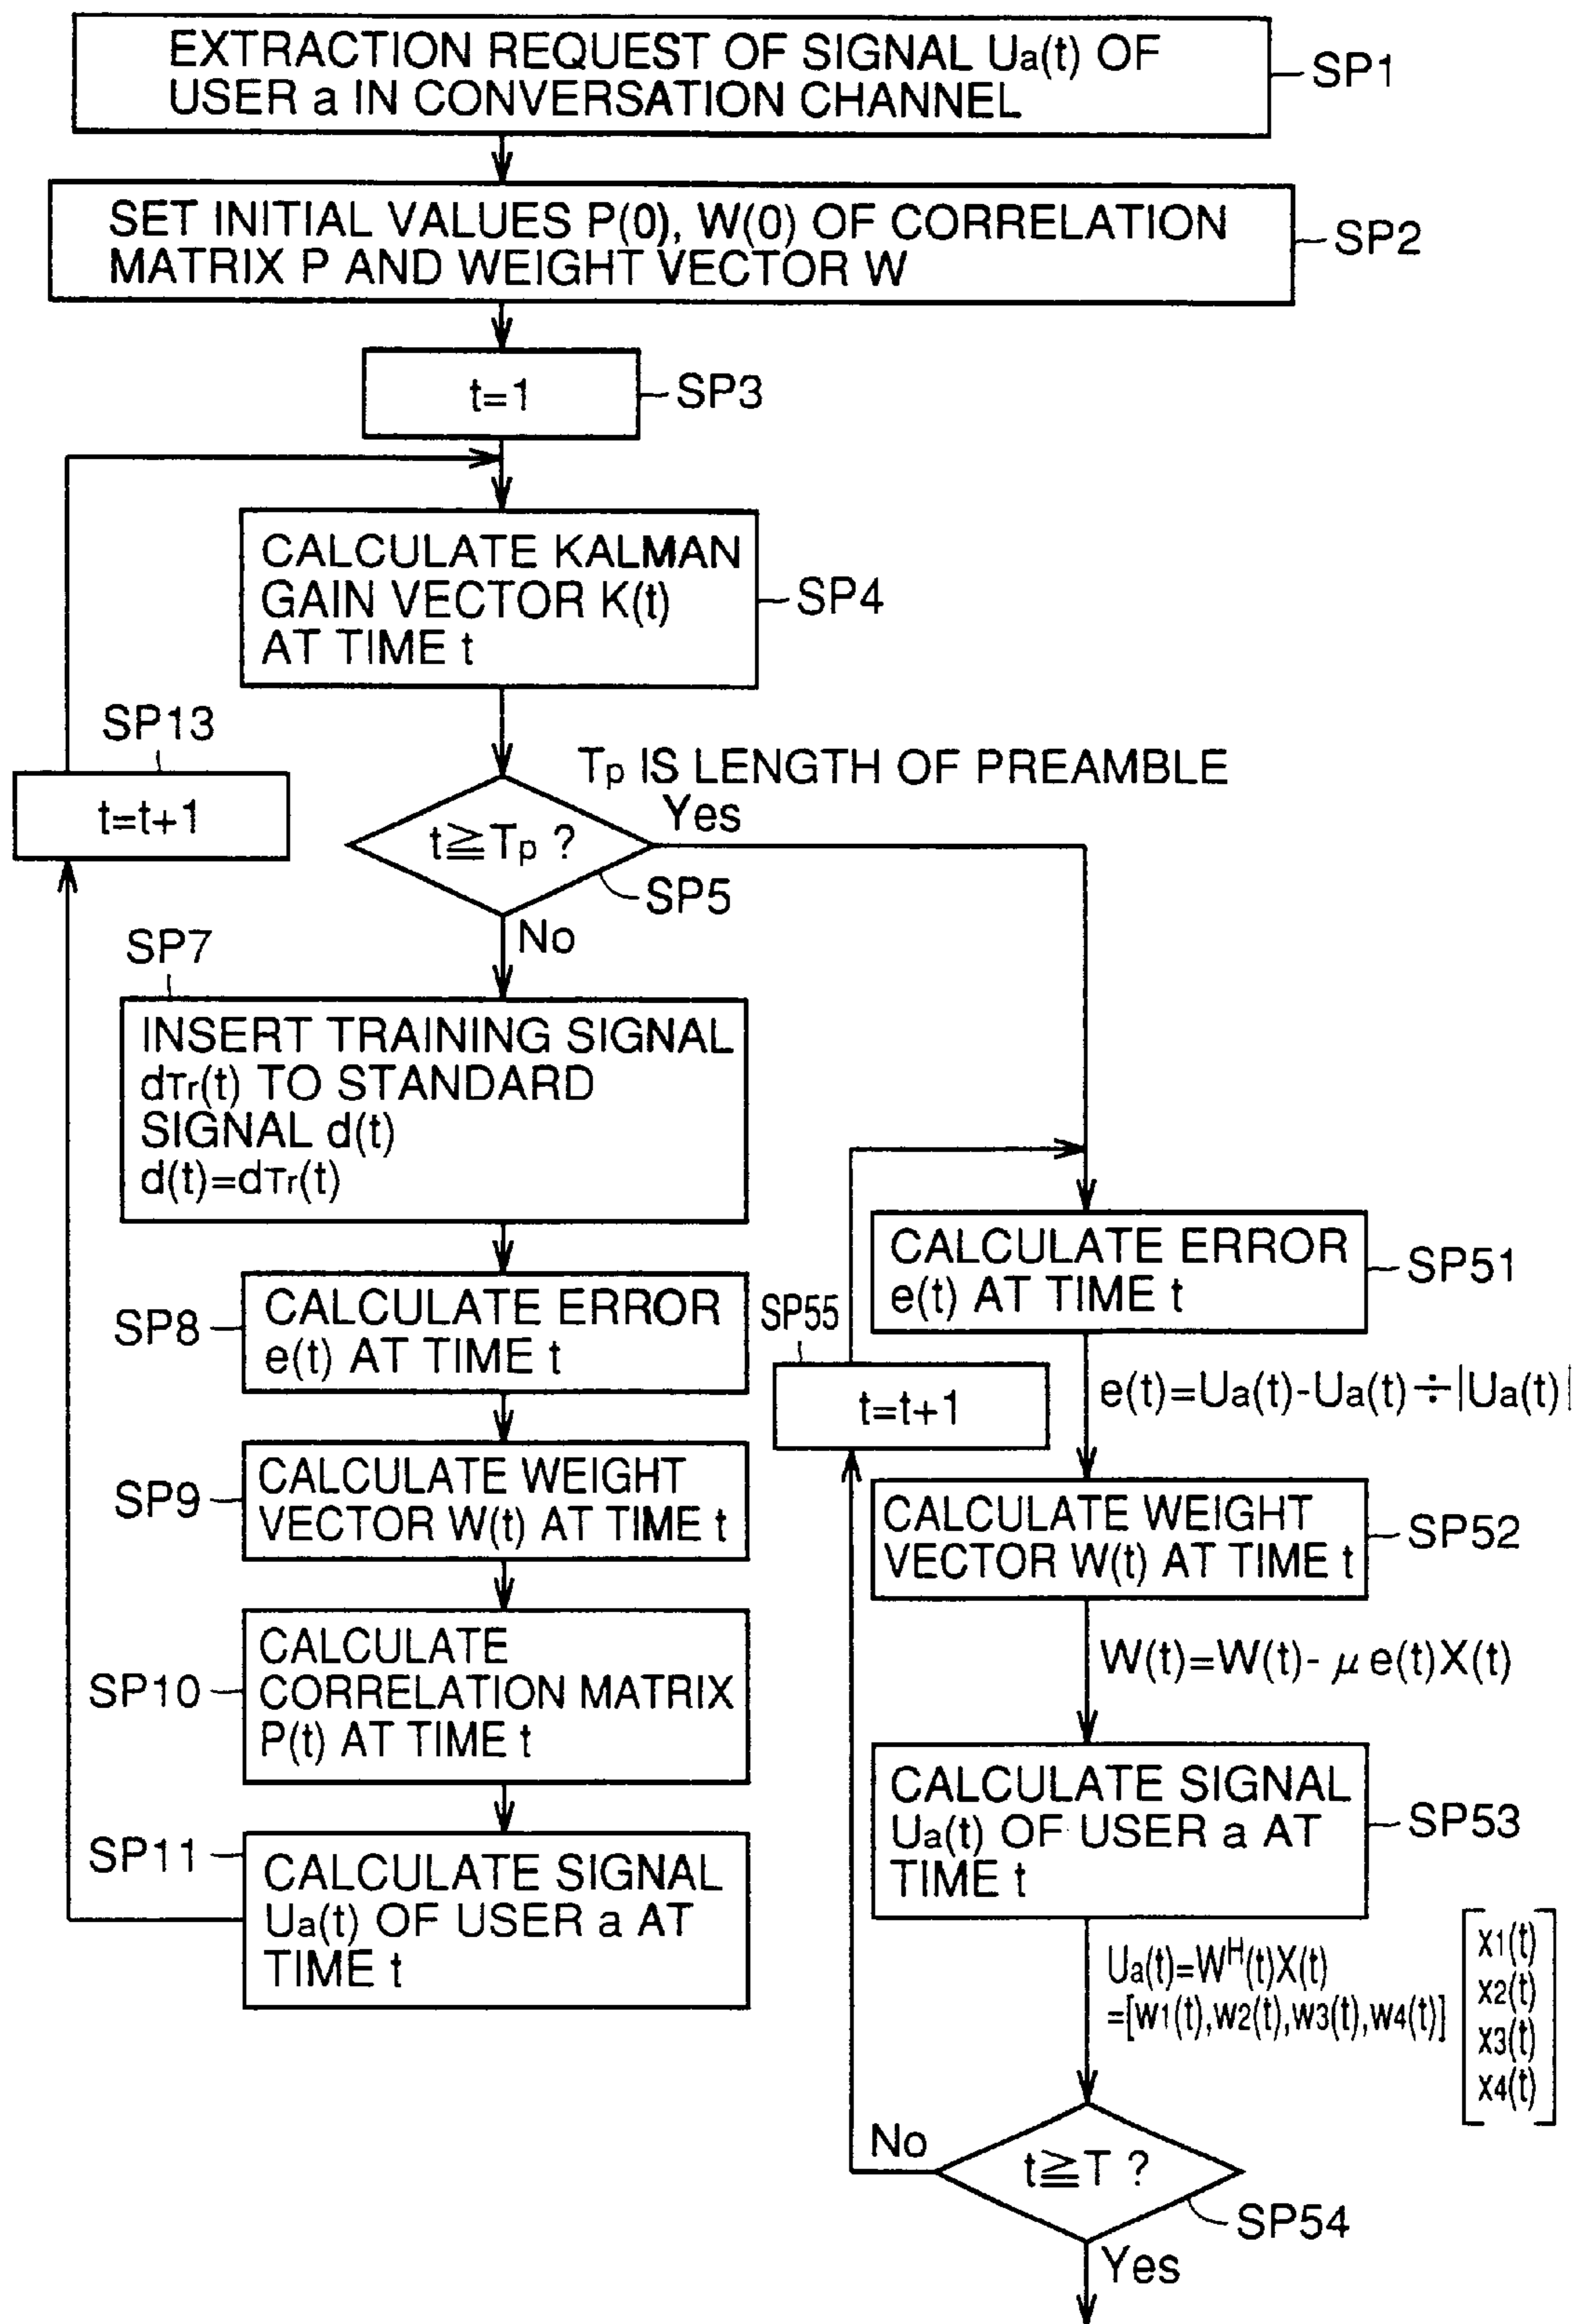 EXTRACTION REQUEST OF SIGNAL Ua(t) OF
USER a IN CONVERSATION CHANNEL
SP1
SET INITIAL VALUES P(0), W(0) OF CORRELATION
MATRIX P AND WEIGHT VECTOR W
SP2
t=1
SP3
CALCULATE KALMAN
GAIN VECTOR K(t)
AT TIME t
SP4
SP13
t=t+1
Tp IS LENGTH OF PREAMBLE
t≧Tp ?
Yes
SP5
No
SP7
INSERT TRAINING SIGNAL
dTr(t) TO STANDARD
SIGNAL d(t)
d(t)=dTr(t)
SP8
CALCULATE ERROR
e(t) AT TIME t
SP9
CALCULATE WEIGHT
VECTOR W(t) AT TIME t
SP10
CALCULATE
CORRELATION MATRIX
P(t) AT TIME t
SP11
CALCULATE SIGNAL
Ua(t) OF USER a AT
TIME t
CALCULATE ERROR
e(t) AT TIME t
SP51
SP55
t=t+1
e(t)=Ua(t)-Ua(t)÷|Ua(t)|
CALCULATE WEIGHT
VECTOR W(t) AT TIME t
SP52
W(t)=W(t)- μ e(t)X(t)
CALCULATE SIGNAL
Ua(t) OF USER a AT
TIME t
SP53
Ua(t)=W^H(t)X(t)
=[w1(t),w2(t),w3(t),w4(t)]
x1(t)
x2(t)
x3(t)
x4(t)
No
t≧T ?
SP54
Yes